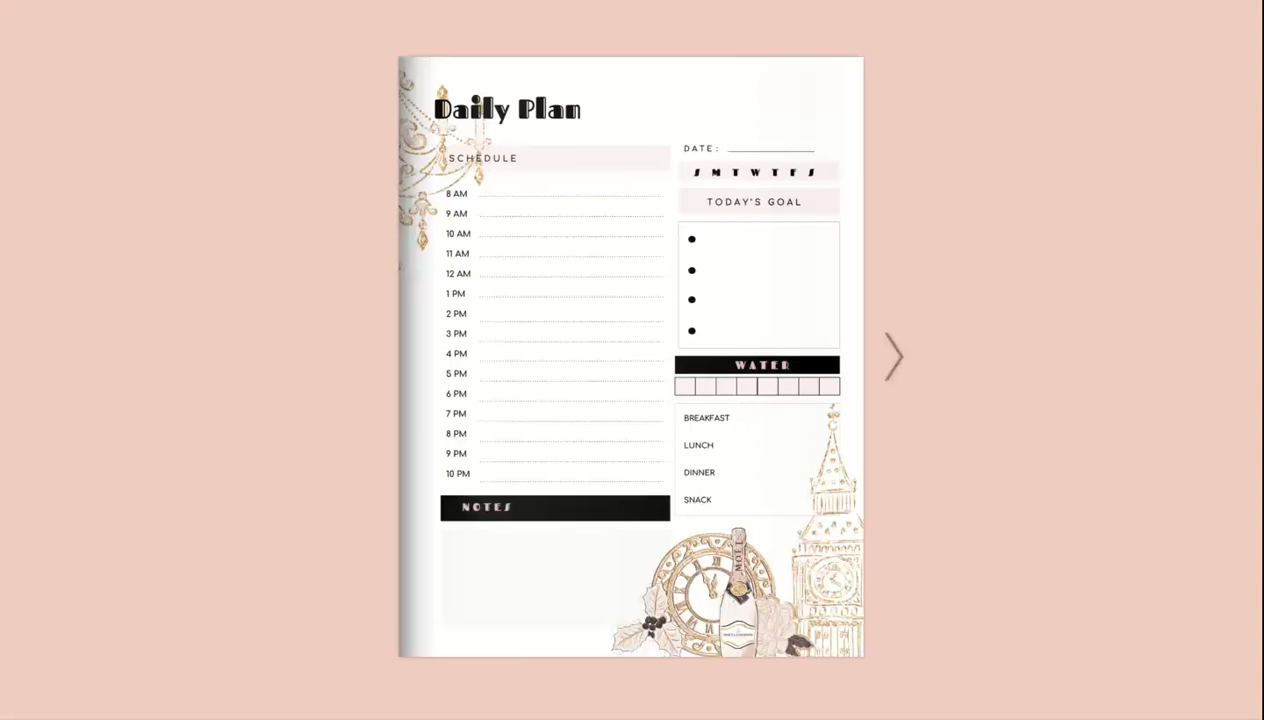 Daily Plan
SCHEDULE
8 AM
9 AM
10 AM
11 AM
12 AM
1 PM
2 PM
3 PM
4 PM
5 PM
6 PM
7 PM
8 PM
9 PM
10 PM
NOTES
DATE:
S M T W T F S
TODAY'S GOAL
WATER
BREAKFAST
LUNCH
DINNER
SNACK
MOËT